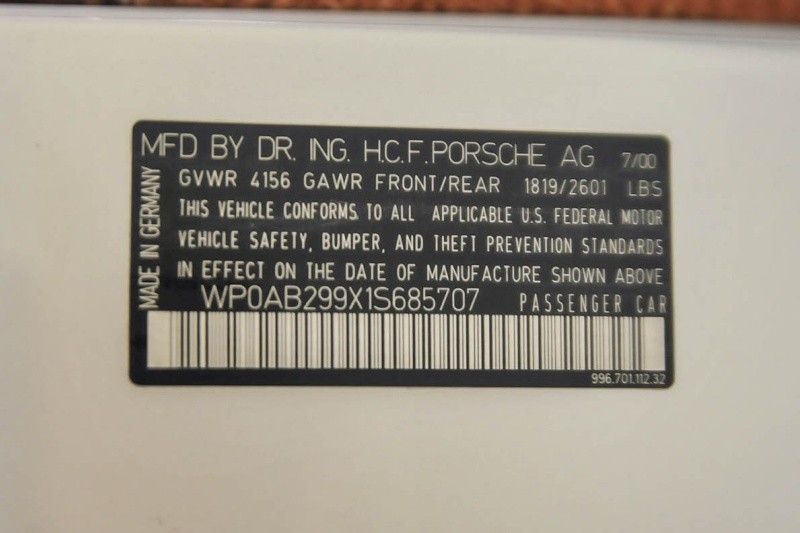 MFD BY DR. ING. H.C.F. PORSCHE AG 7/00
GVWR 4156 GAWR FRONT/REAR 1819/2601 LBS
THIS VEHICLE CONFORMS TO ALL APPLICABLE U.S. FEDERAL MOTOR
VEHICLE SAFETY, BUMPER, AND THEFT PREVENTION STANDARDS
IN EFFECT ON THE DATE OF MANUFACTURE SHOWN ABOVE
WP0AB299X1S685707 PASSENGER CAR
MADE IN GERMANY
996.701.112.32